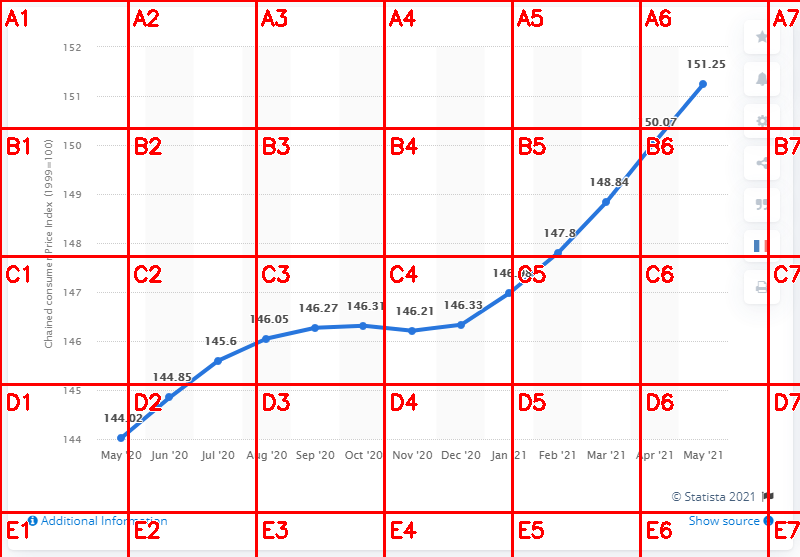 A1 A2 A3 A4 A5 A6 A7
152
151.25
151
50.07
B1 B2 B3 B4 B5 B6 B7
150
149
148.84
148
147.8
Chained consumer Price Index (1999=100)
C1 C2 C3 C4 C5 C6 C7
147
146.98
146.33
146.31
146.27
146.21
146.05
146
145.6
144.85
145
D1 D2 D3 D4 D5 D6 D7
144.02
144
May '20 Jun '20 Jul '20 Aug '20 Sep '20 Oct '20 Nov '20 Dec '20 Jan '21 Feb '21 Mar '21 Apr '21 May '21
© Statista 2021
Additional Information Show source
E1 E2 E3 E4 E5 E6 E7